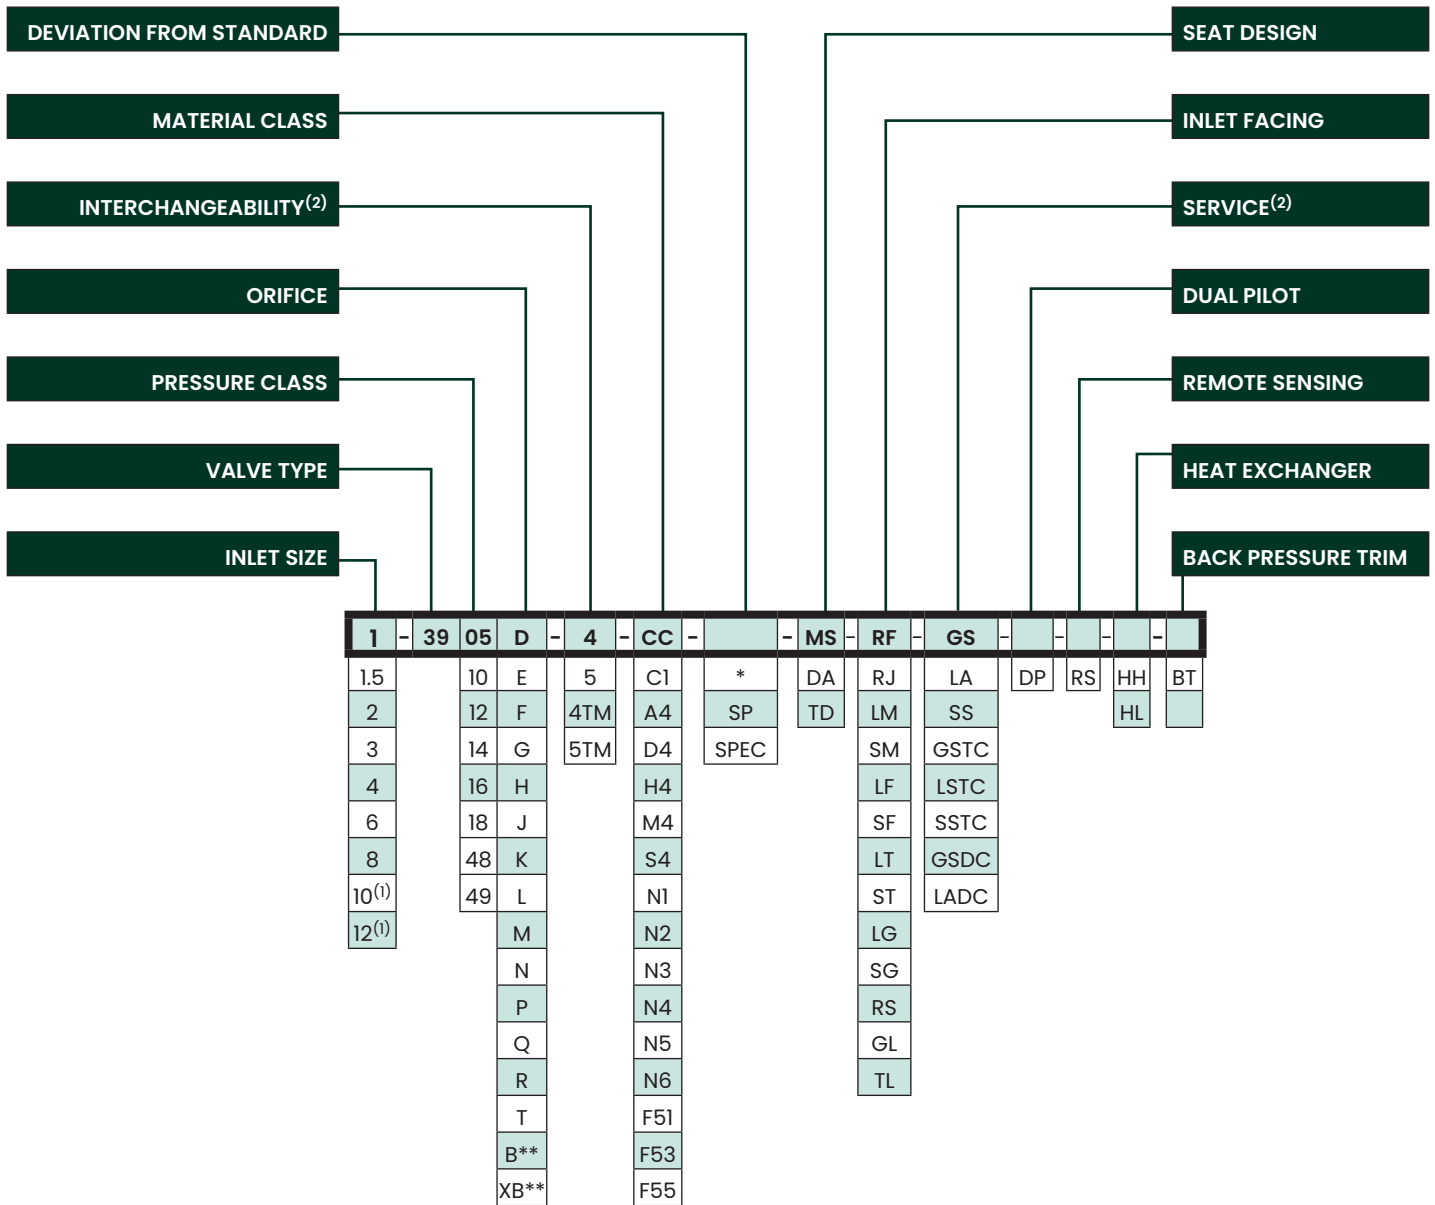 DEVIATION FROM STANDARD
SEAT DESIGN
MATERIAL CLASS
INLET FACING
INTERCHANGEABILITY(2)
SERVICE(2)
ORIFICE
DUAL PILOT
PRESSURE CLASS
REMOTE SENSING
VALVE TYPE
HEAT EXCHANGER
INLET SIZE
BACK PRESSURE TRIM
1 - 39 05 D - 4 - CC - - MS - RF - GS - - - -
1.5 10 E 5 C1 * DA RJ LA DP RS HH BT
2 12 F 4TM A4 SP TD LM SS HL
3 14 G 5TM D4 SPEC SM GSTC
4 16 H H4 LF LSTC
6 18 J M4 SF SSTC
8 48 K S4 LT GSDC
10(1) 49 L N1 ST LADC
12(1) M N2 LG
N N3 SG
P N4 RS
Q N5 GL
R N6 TL
T F51
B** F53
XB** F55